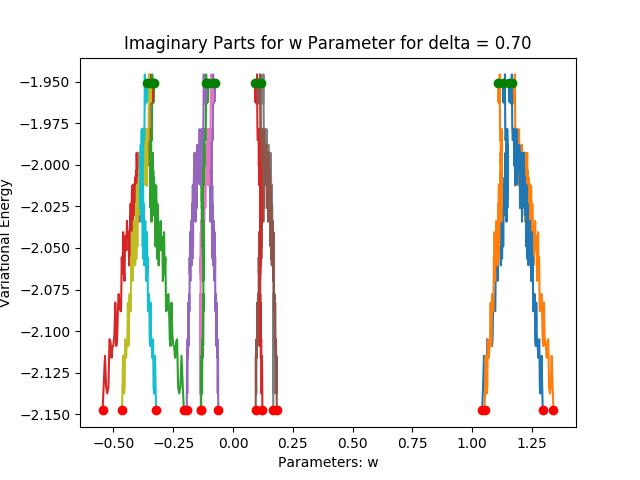 Imaginary Parts for w Parameter for delta = 0.70
Variational Energy
−1.950
−1.975
−2.000
−2.025
−2.050
−2.075
−2.100
−2.125
−2.150
−0.50 −0.25 0.00 0.25 0.50 0.75 1.00 1.25
Parameters: w